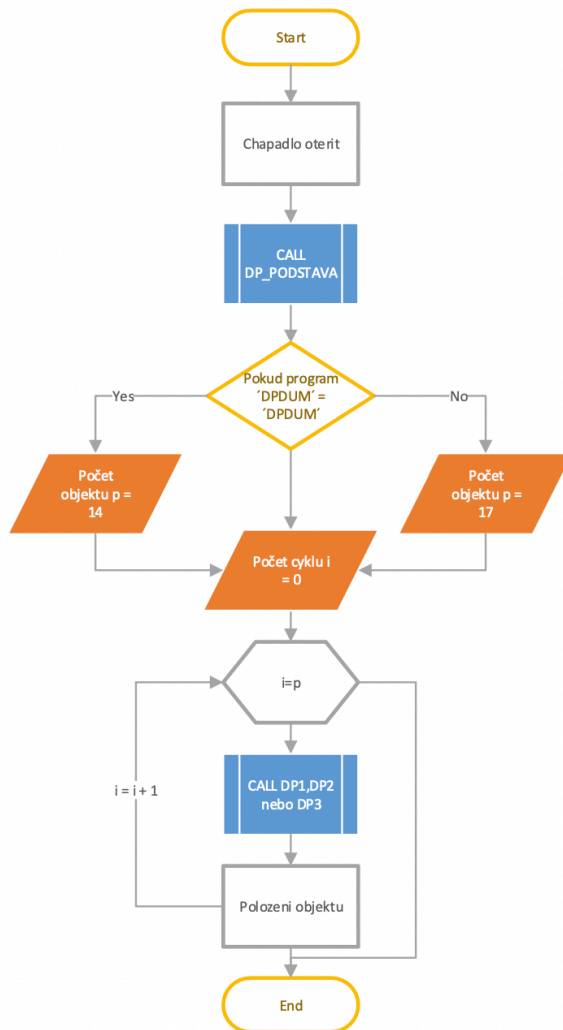 Start
Chapadlo oterit
CALL
DP_PODSTAVA
Pokud program
´DPDUM´ =
´DPDUM´
Yes
No
Počet
objektu p =
14
Počet
objektu p =
17
Počet cyklu i
= 0
i=p
CALL DP1,DP2
nebo DP3
i = i + 1
Polozeni objektu
End